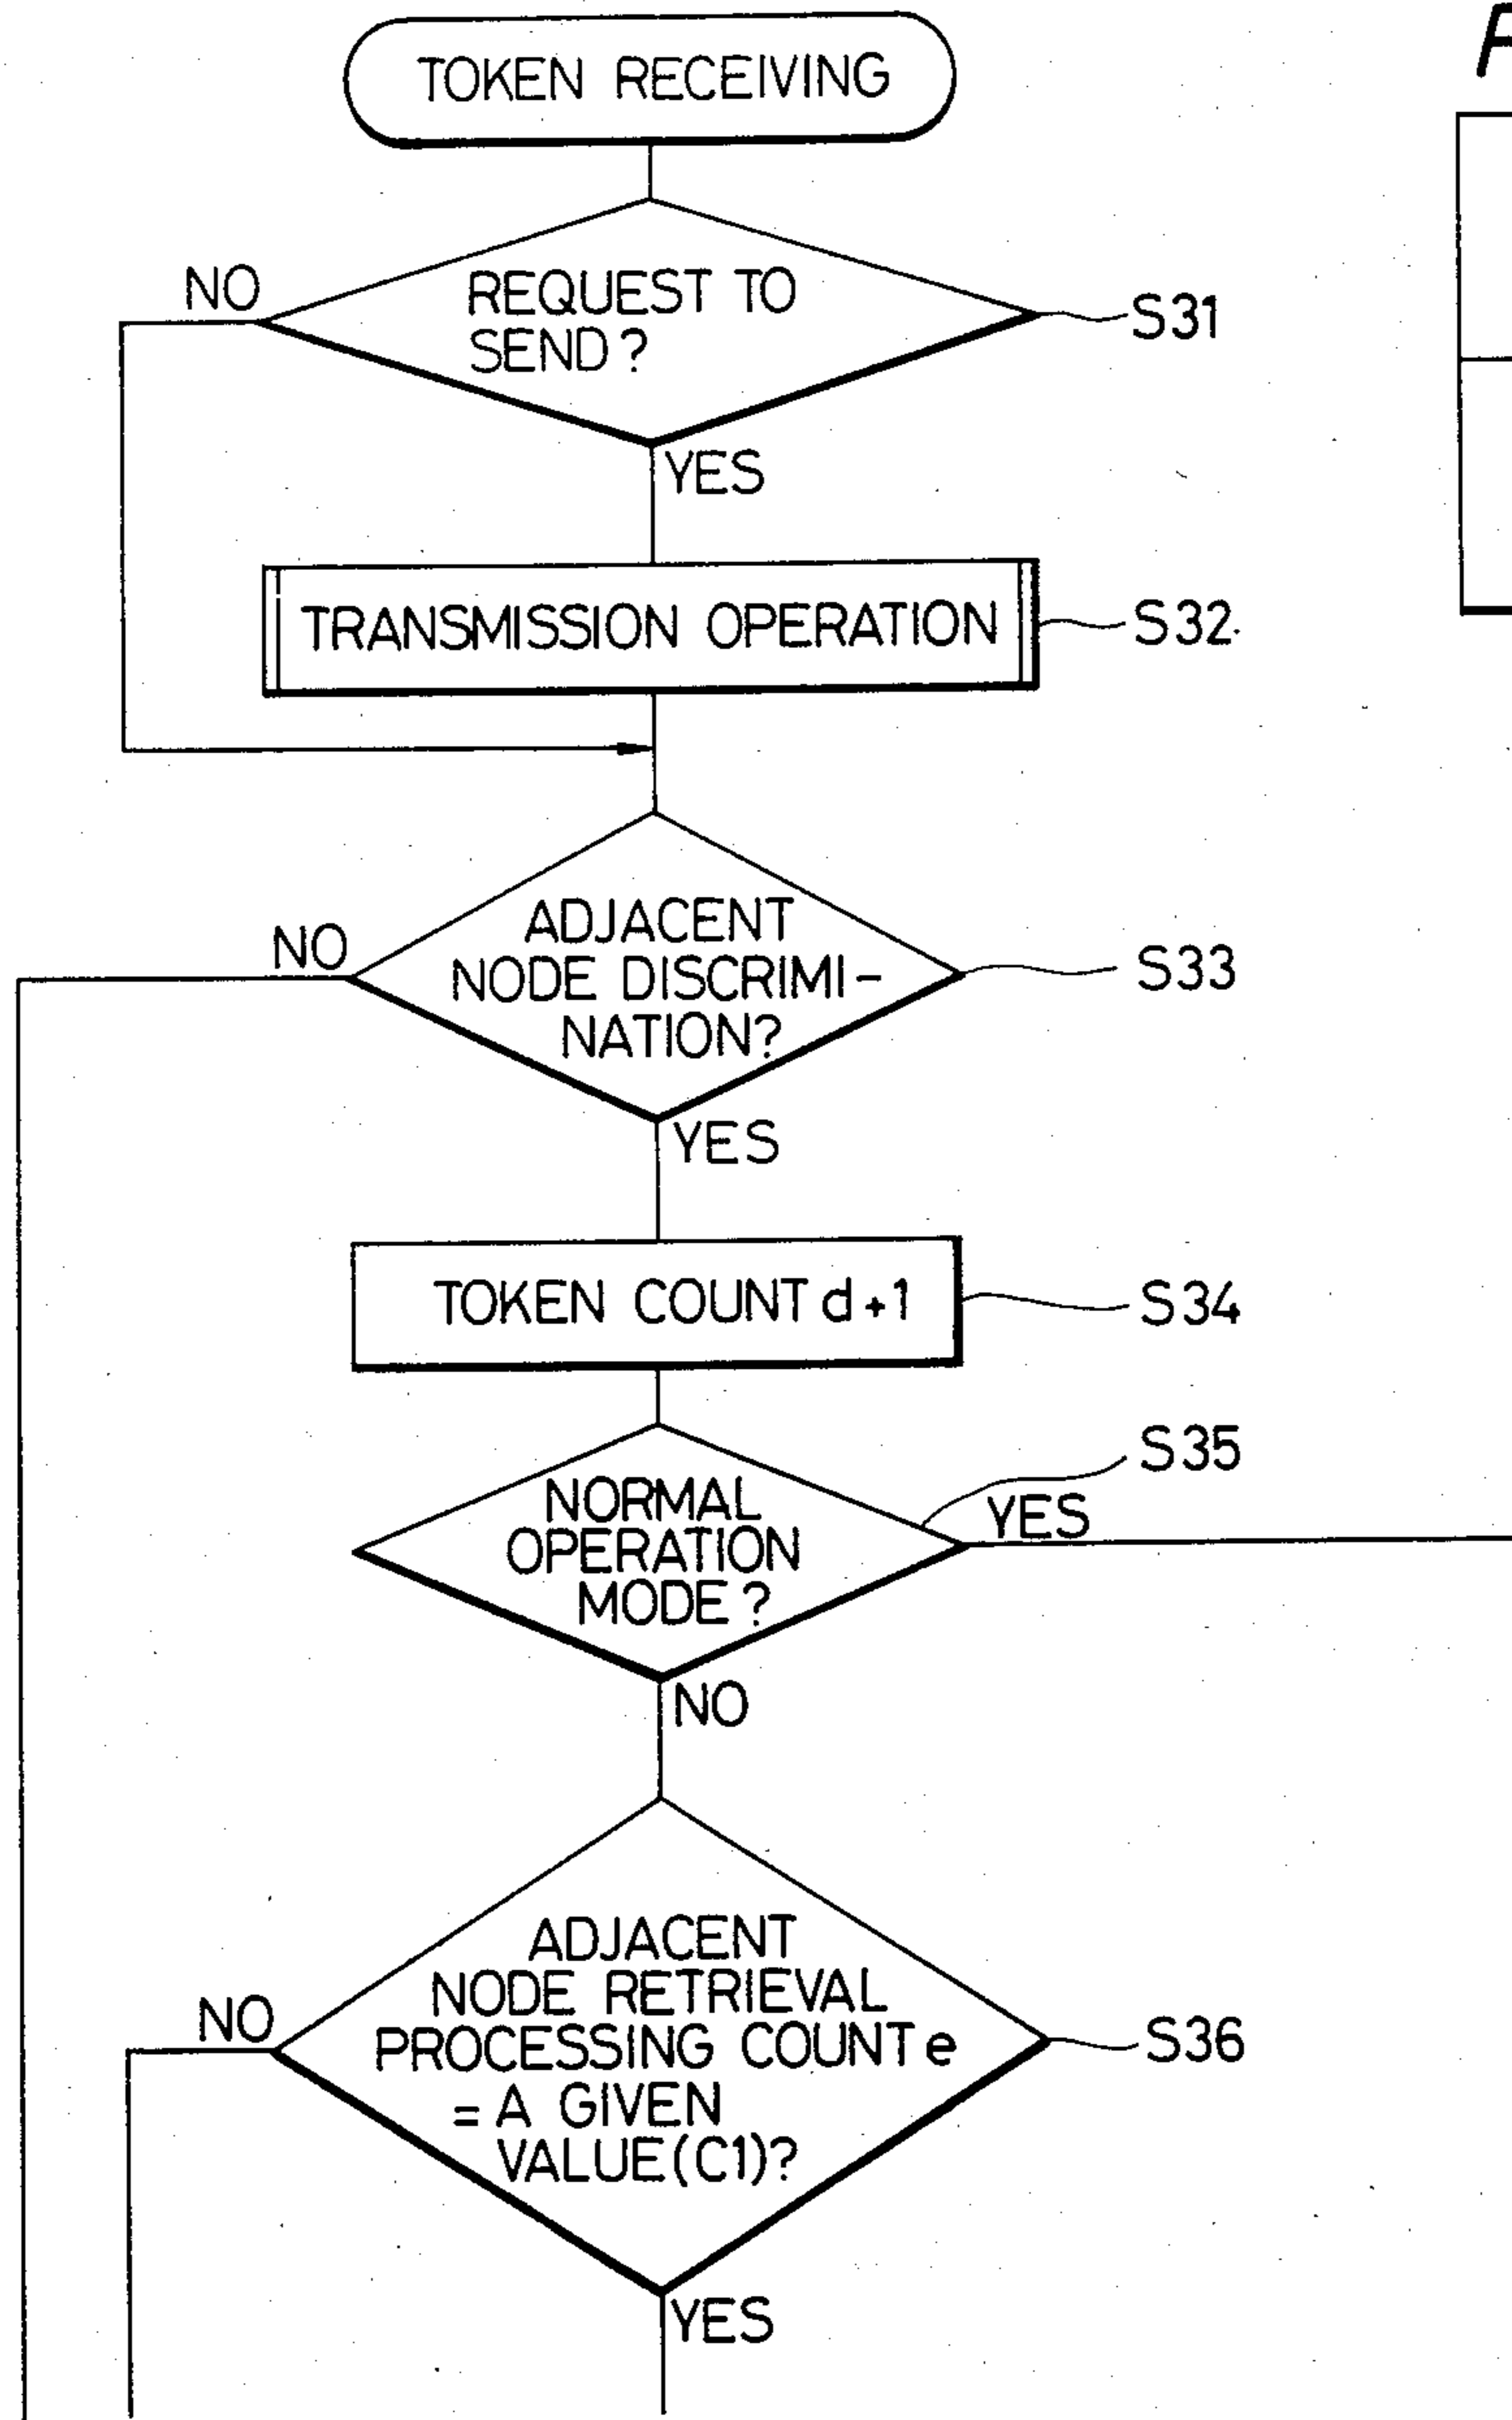 TOKEN RECEIVING
NO
REQUEST TO
SEND?
S31
YES
TRANSMISSION OPERATION
S32
NO
ADJACENT
NODE DISCRIMI-
NATION?
S33
YES
TOKEN COUNT d+1
S34
S35
NORMAL
OPERATION
MODE?
YES
NO
NO
ADJACENT
NODE RETRIEVAL
PROCESSING COUNT e
= A GIVEN
VALUE(C1)?
S36
YES